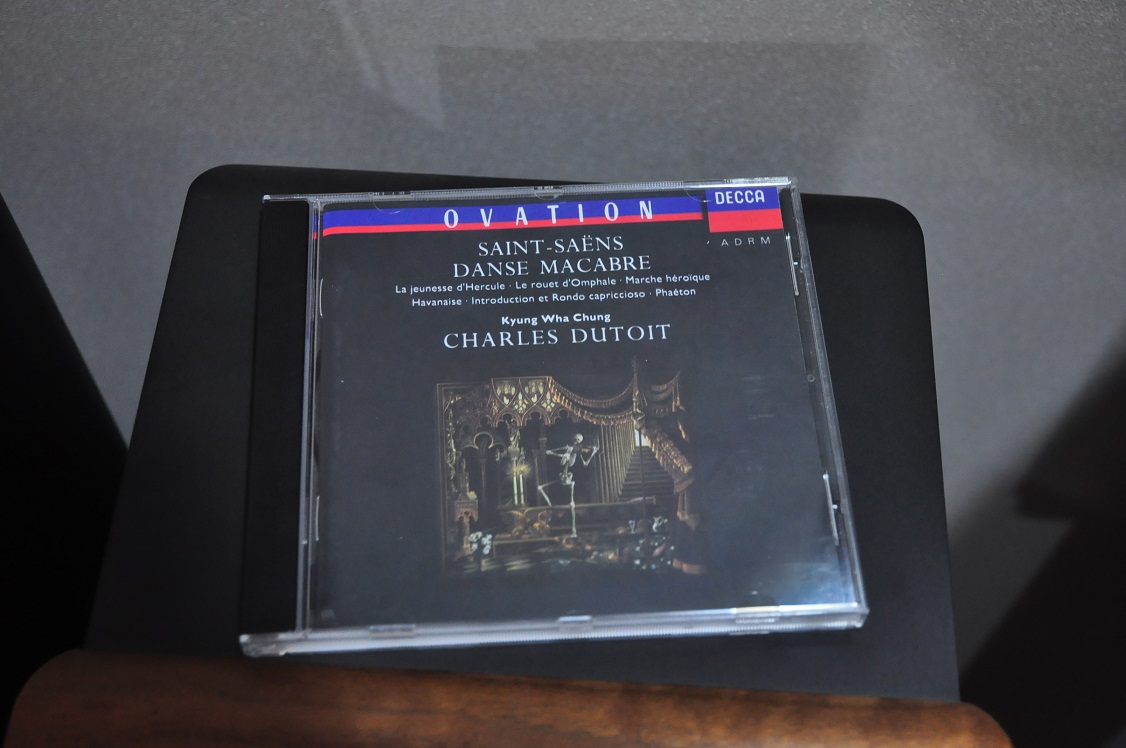 OVATION
DECCA
ADRM
SAINT-SAËNS
DANSE MACABRE
La jeunesse d'Hercule · Le rouet d'Omphale · Marche héroïque
Havanaise · Introduction et Rondo capriccioso · Phaéton
Kyung Wha Chung
CHARLES DUTOIT